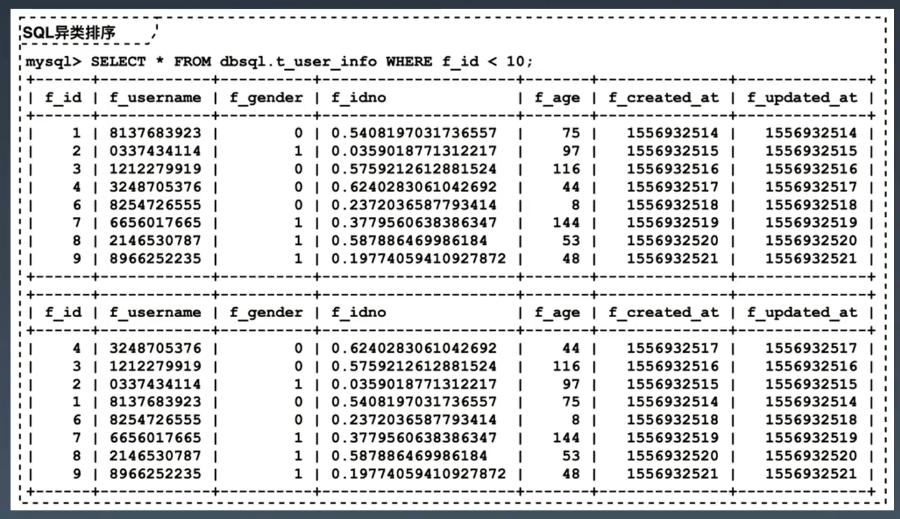 SQL异类排序
mysql> SELECT * FROM dbsql.t_user_info WHERE f_id < 10;
+------+------------+----------+---------------------+-------+--------------+--------------+
| f_id | f_username | f_gender | f_idno | f_age | f_created_at | f_updated_at |
+------+------------+----------+---------------------+-------+--------------+--------------+
| 1 | 8137683923 | 0 | 0.5408197031736557 | 75 | 1556932514 | 1556932514 |
| 2 | 0337434114 | 1 | 0.0359018771312217 | 97 | 1556932515 | 1556932515 |
| 3 | 1212279919 | 0 | 0.5759212612881524 | 116 | 1556932516 | 1556932516 |
| 4 | 3248705376 | 0 | 0.6240283061042692 | 44 | 1556932517 | 1556932517 |
| 6 | 8254726555 | 0 | 0.2372036587793414 | 8 | 1556932518 | 1556932518 |
| 7 | 6656017665 | 1 | 0.3779560638386347 | 144 | 1556932519 | 1556932519 |
| 8 | 2146530787 | 1 | 0.587886469986184 | 53 | 1556932520 | 1556932520 |
| 9 | 8966252235 | 1 | 0.19774059410927872 | 48 | 1556932521 | 1556932521 |
+------+------------+----------+---------------------+-------+--------------+--------------+
+------+------------+----------+---------------------+-------+--------------+--------------+
| f_id | f_username | f_gender | f_idno | f_age | f_created_at | f_updated_at |
+------+------------+----------+---------------------+-------+--------------+--------------+
| 4 | 3248705376 | 0 | 0.6240283061042692 | 44 | 1556932517 | 1556932517 |
| 3 | 1212279919 | 0 | 0.5759212612881524 | 116 | 1556932516 | 1556932516 |
| 2 | 0337434114 | 1 | 0.0359018771312217 | 97 | 1556932515 | 1556932515 |
| 1 | 8137683923 | 0 | 0.5408197031736557 | 75 | 1556932514 | 1556932514 |
| 6 | 8254726555 | 0 | 0.2372036587793414 | 8 | 1556932518 | 1556932518 |
| 7 | 6656017665 | 1 | 0.3779560638386347 | 144 | 1556932519 | 1556932519 |
| 8 | 2146530787 | 1 | 0.587886469986184 | 53 | 1556932520 | 1556932520 |
| 9 | 8966252235 | 1 | 0.19774059410927872 | 48 | 1556932521 | 1556932521 |
+------+------------+----------+---------------------+-------+--------------+--------------+